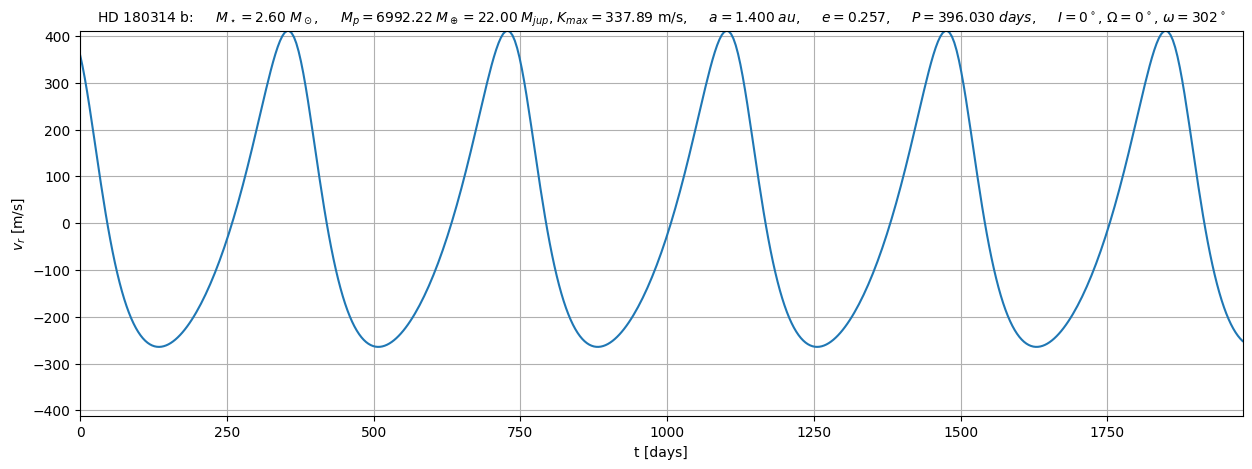 HD 180314 b: M⋆ = 2.60 M⊙, Mp = 6992.22 M⊕ = 22.00 Mjup, Kmax = 337.89 m/s, a = 1.400 au, e = 0.257, P = 396.030 days, I = 0°, Ω = 0°, ω = 302°
400
300
200
100
0
−100
−200
−300
−400
vr [m/s]
0 250 500 750 1000 1250 1500 1750
t [days]